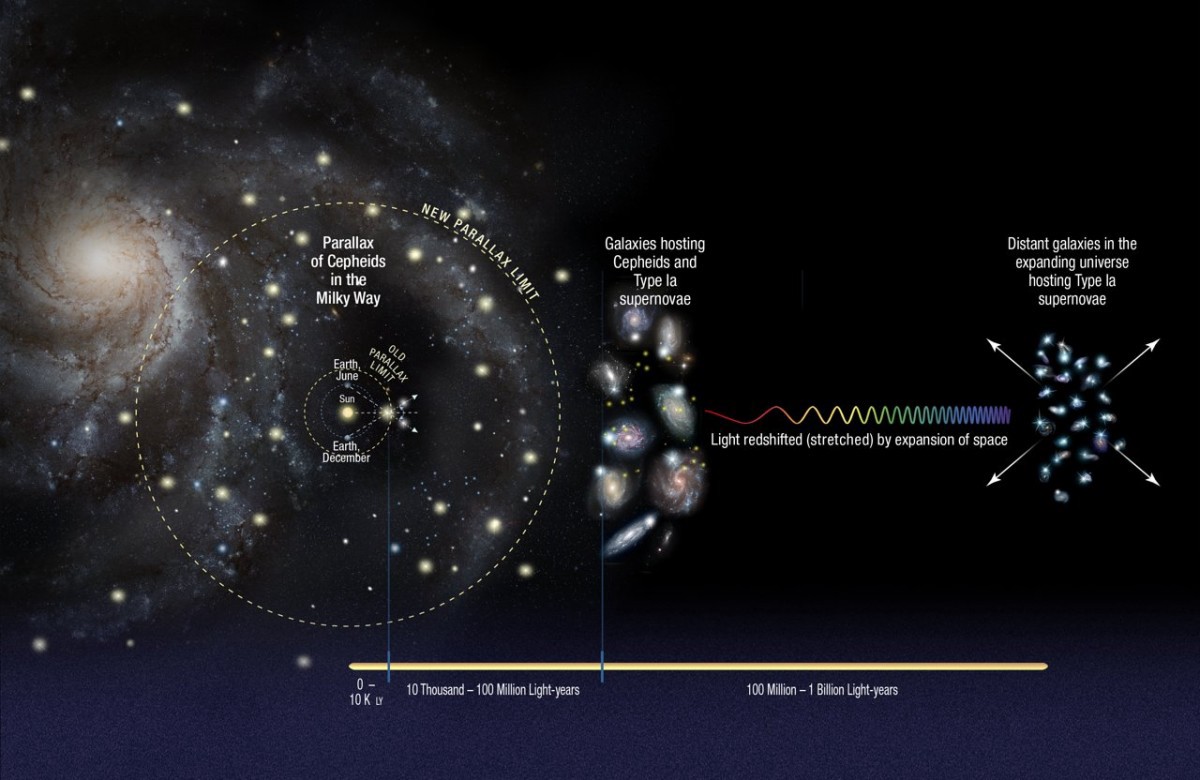 NEW PARALLAX LIMIT
Parallax
of Cepheids
in the
Milky Way
OLD
PARALLAX
LIMIT
Earth,
June
Sun
Earth,
December
Galaxies hosting
Cepheids and
Type Ia
supernovae
Light redshifted (stretched) by expansion of space
Distant galaxies in the
expanding universe
hosting Type Ia
supernovae
0 –
10 K LY
10 Thousand – 100 Million Light-years
100 Million – 1 Billion Light-years